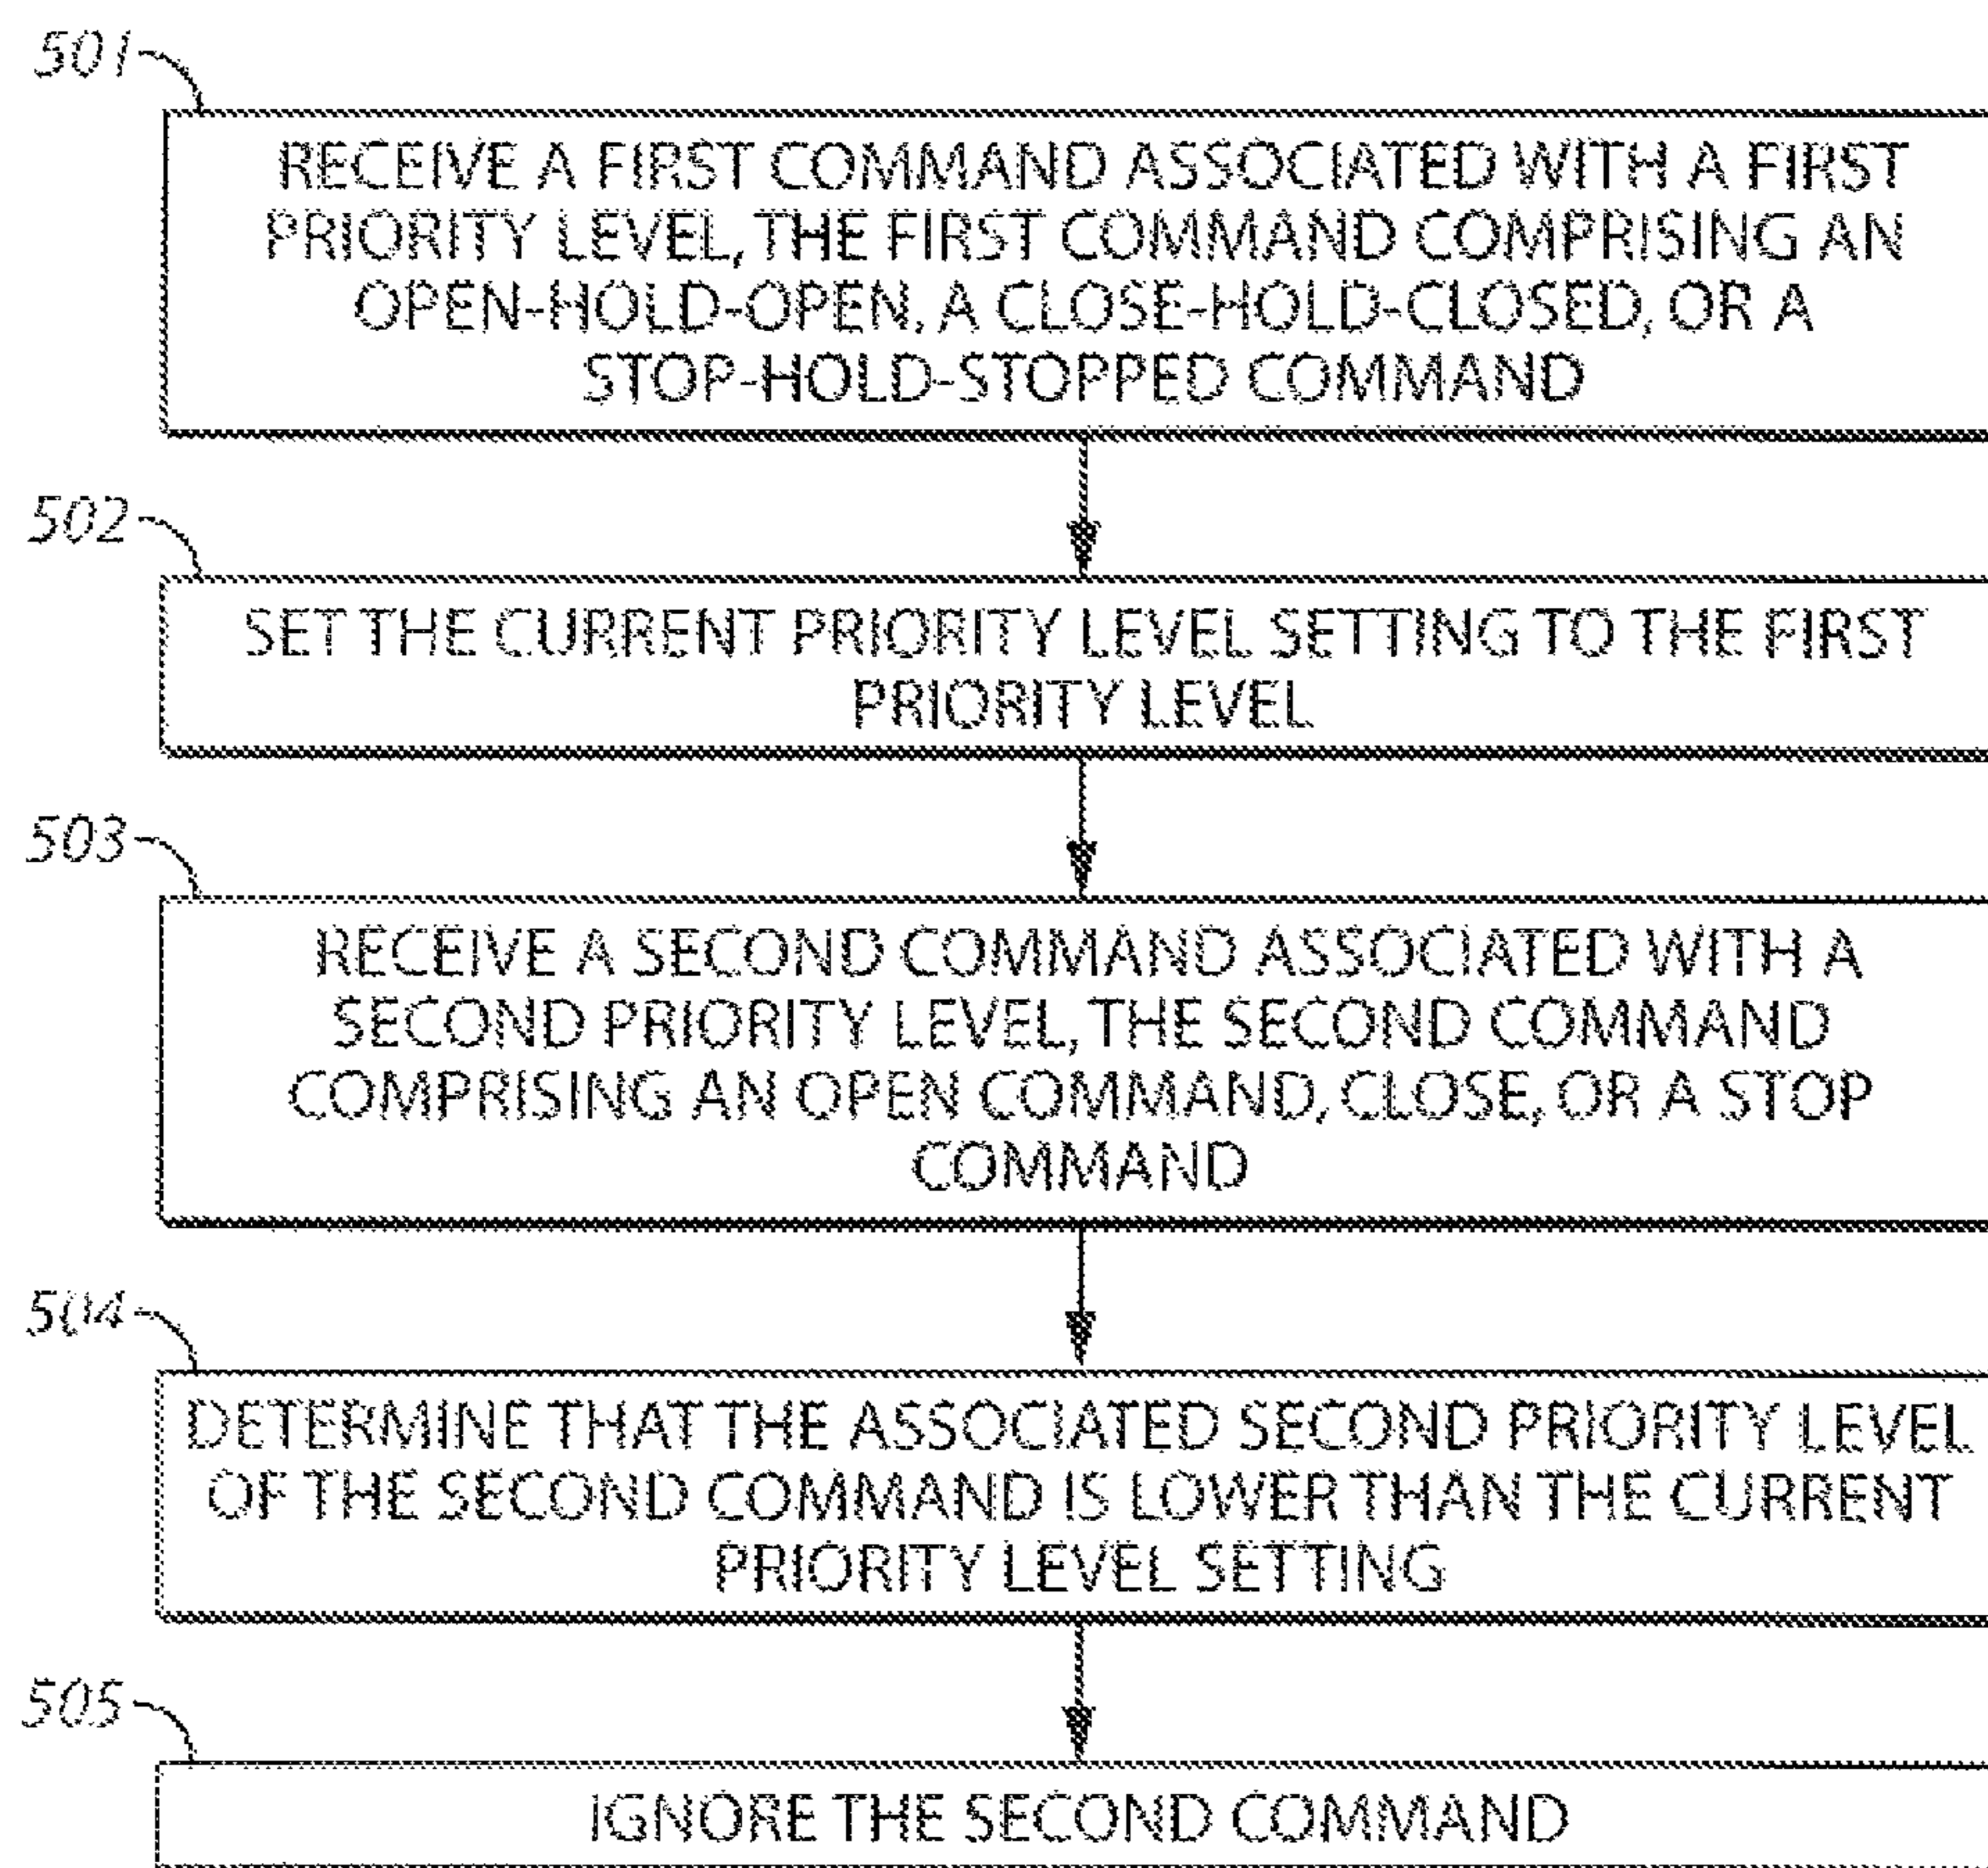 501
RECEIVE A FIRST COMMAND ASSOCIATED WITH A FIRST
PRIORITY LEVEL, THE FIRST COMMAND COMPRISING AN
OPEN-HOLD-OPEN, A CLOSE-HOLD-CLOSED, OR A
STOP-HOLD-STOPPED COMMAND
502
SET THE CURRENT PRIORITY LEVEL SETTING TO THE FIRST
PRIORITY LEVEL
503
RECEIVE A SECOND COMMAND ASSOCIATED WITH A
SECOND PRIORITY LEVEL, THE SECOND COMMAND
COMPRISING AN OPEN COMMAND, CLOSE, OR A STOP
COMMAND
504
DETERMINE THAT THE ASSOCIATED SECOND PRIORITY LEVEL
OF THE SECOND COMMAND IS LOWER THAN THE CURRENT
PRIORITY LEVEL SETTING
505
IGNORE THE SECOND COMMAND